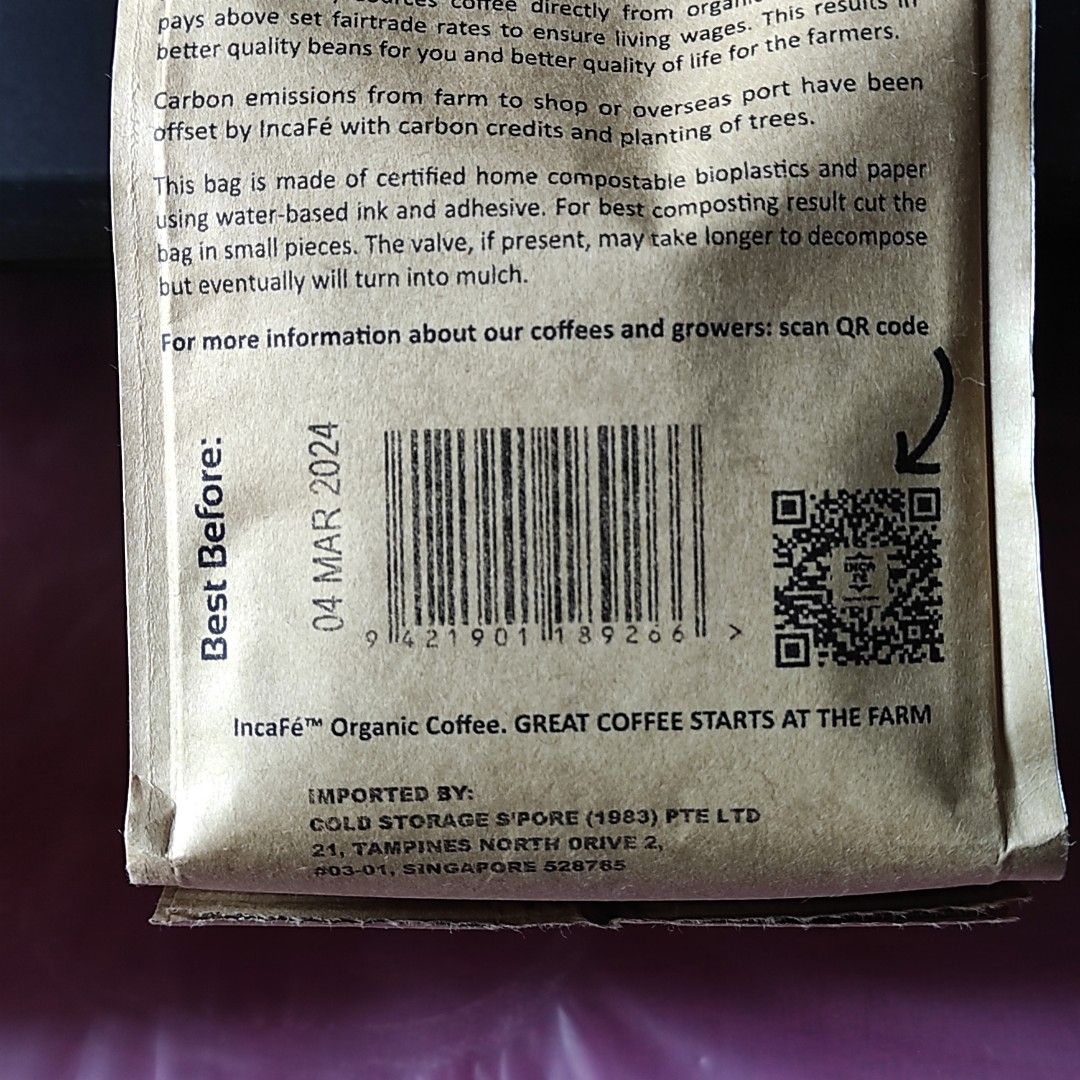 coffee directly from
pays above set fairtrade rates to ensure living wages. This results in
better quality beans for you and better quality of life for the farmers.
Carbon emissions from farm to shop or overseas port have been
offset by IncaFé with carbon credits and planting of trees.
This bag is made of certified home compostable bioplastics and paper
using water-based ink and adhesive. For best composting result cut the
bag in small pieces. The valve, if present, may take longer to decompose
but eventually will turn into mulch.
For more information about our coffees and growers: scan QR code
Best Before:
04 MAR 2024
9 421901 189266 >
IncaFé™ Organic Coffee. GREAT COFFEE STARTS AT THE FARM
IMPORTED BY:
COLD STORAGE S'PORE (1983) PTE LTD
21, TAMPINES NORTH DRIVE 2,
#03-01, SINGAPORE 528765